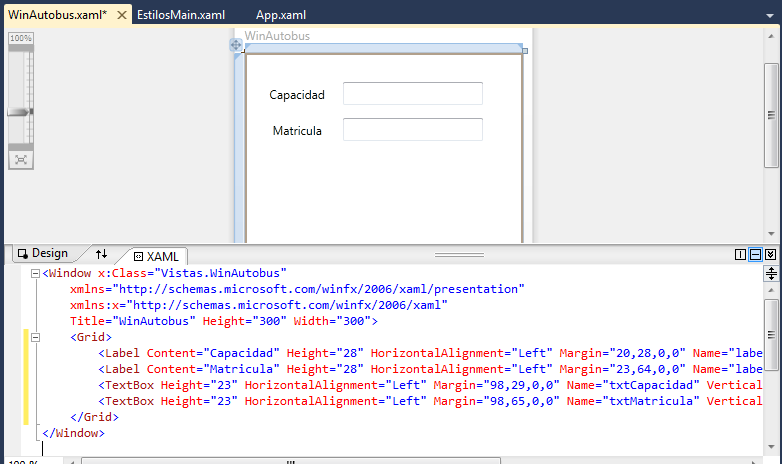 WinAutobus.xaml* EstilosMain.xaml App.xaml
100%
WinAutobus
Capacidad
Matricula
Design XAML
<Window x:Class="Vistas.WinAutobus"
xmlns="http://schemas.microsoft.com/winfx/2006/xaml/presentation"
xmlns:x="http://schemas.microsoft.com/winfx/2006/xaml"
Title="WinAutobus" Height="300" Width="300">
<Grid>
<Label Content="Capacidad" Height="28" HorizontalAlignment="Left" Margin="20,28,0,0" Name="labe
<Label Content="Matricula" Height="28" HorizontalAlignment="Left" Margin="23,64,0,0" Name="labe
<TextBox Height="23" HorizontalAlignment="Left" Margin="98,29,0,0" Name="txtCapacidad" Vertical
<TextBox Height="23" HorizontalAlignment="Left" Margin="98,65,0,0" Name="txtMatricula" Vertical
</Grid>
</Window>
100 %